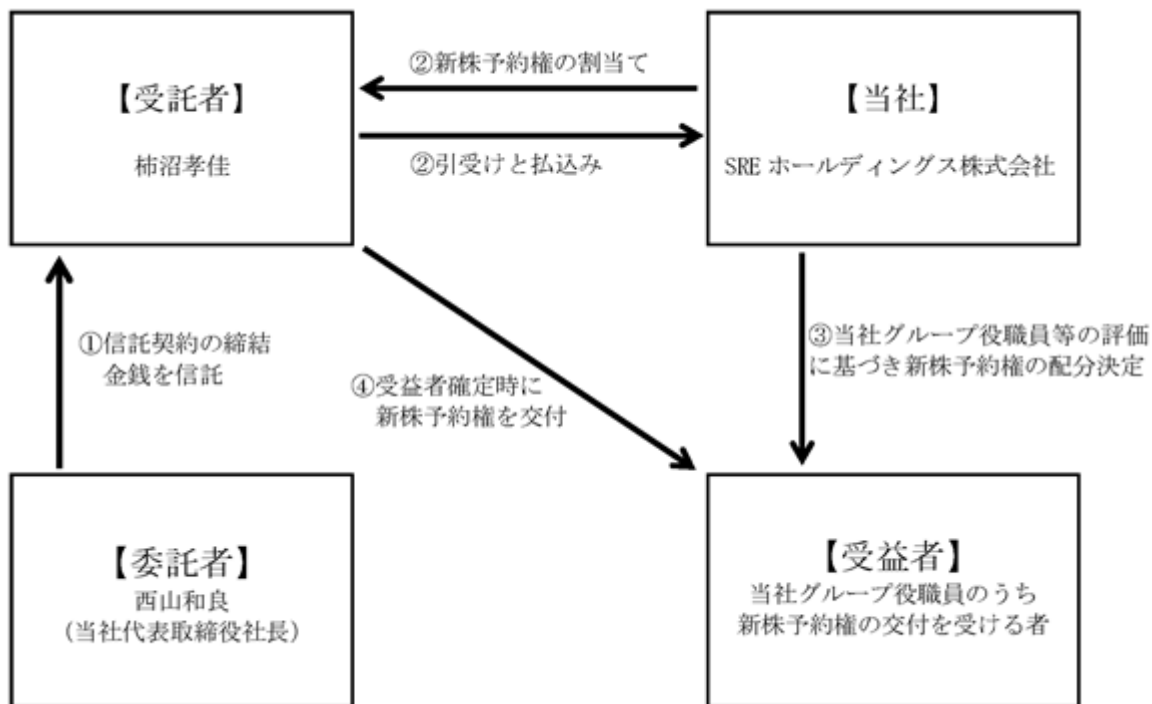 ②新株予約権の割当て
【受託者】
柿沼孝佳
【当社】
SRE ホールディングス株式会社
②引受けと払込み
①信託契約の締結
金銭を信託
③当社グループ役職員等の評価
に基づき新株予約権の配分決定
④受益者確定時に
新株予約権を交付
【委託者】
西山和良
(当社代表取締役社長)
【受益者】
当社グループ役職員のうち
新株予約権の交付を受ける者